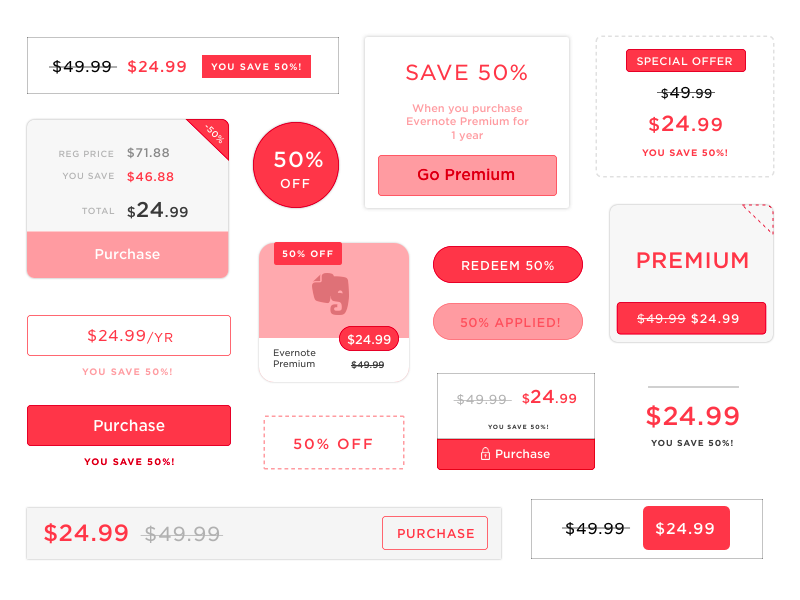 $49.99 $24.99 YOU SAVE 50%!
SAVE 50%
When you purchase
Evernote Premium for
1 year
Go Premium
SPECIAL OFFER
$49.99
$24.99
YOU SAVE 50%!
-50%
REG PRICE $71.88
YOU SAVE $46.88
TOTAL $24.99
Purchase
50%
OFF
50% OFF
$24.99
Evernote
Premium
$49.99
REDEEM 50%
50% APPLIED!
PREMIUM
$49.99 $24.99
$24.99/YR
YOU SAVE 50%!
Purchase
YOU SAVE 50%!
50% OFF
$49.99 $24.99
YOU SAVE 50%!
Purchase
$24.99
YOU SAVE 50%!
$24.99 $49.99 PURCHASE
$49.99 $24.99